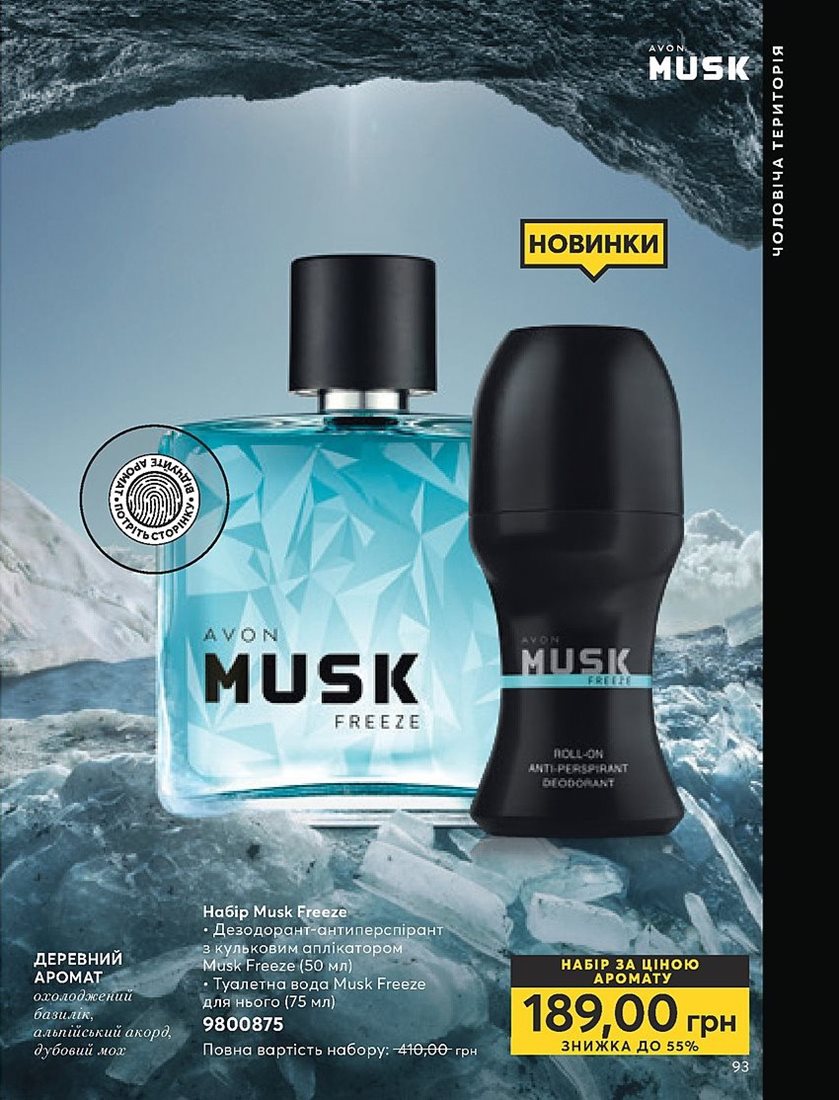 AVON
MUSK
ЧОЛОВІЧА ТЕРИТОРІЯ
НОВИНКИ
ВІДЧУЙТЕ АРОМАТ • ПОТРІТЬ СТОРІНКУ •
AVON
MUSK
FREEZE
AVON
MUSK
FREEZE
ROLL-ON
ANTI-PERSPIRANT
DEODORANT
ДЕРЕВНИЙ
АРОМАТ
охолоджений
базилік,
альпійський акорд,
дубовий мох
Набір Musk Freeze
• Дезодорант-антиперспірант
з кульковим аплікатором
Musk Freeze (50 мл)
• Туалетна вода Musk Freeze
для нього (75 мл)
9800875
Повна вартість набору: 410,00 грн
НАБІР ЗА ЦІНОЮ
АРОМАТУ
189,00 грн
ЗНИЖКА ДО 55%
93